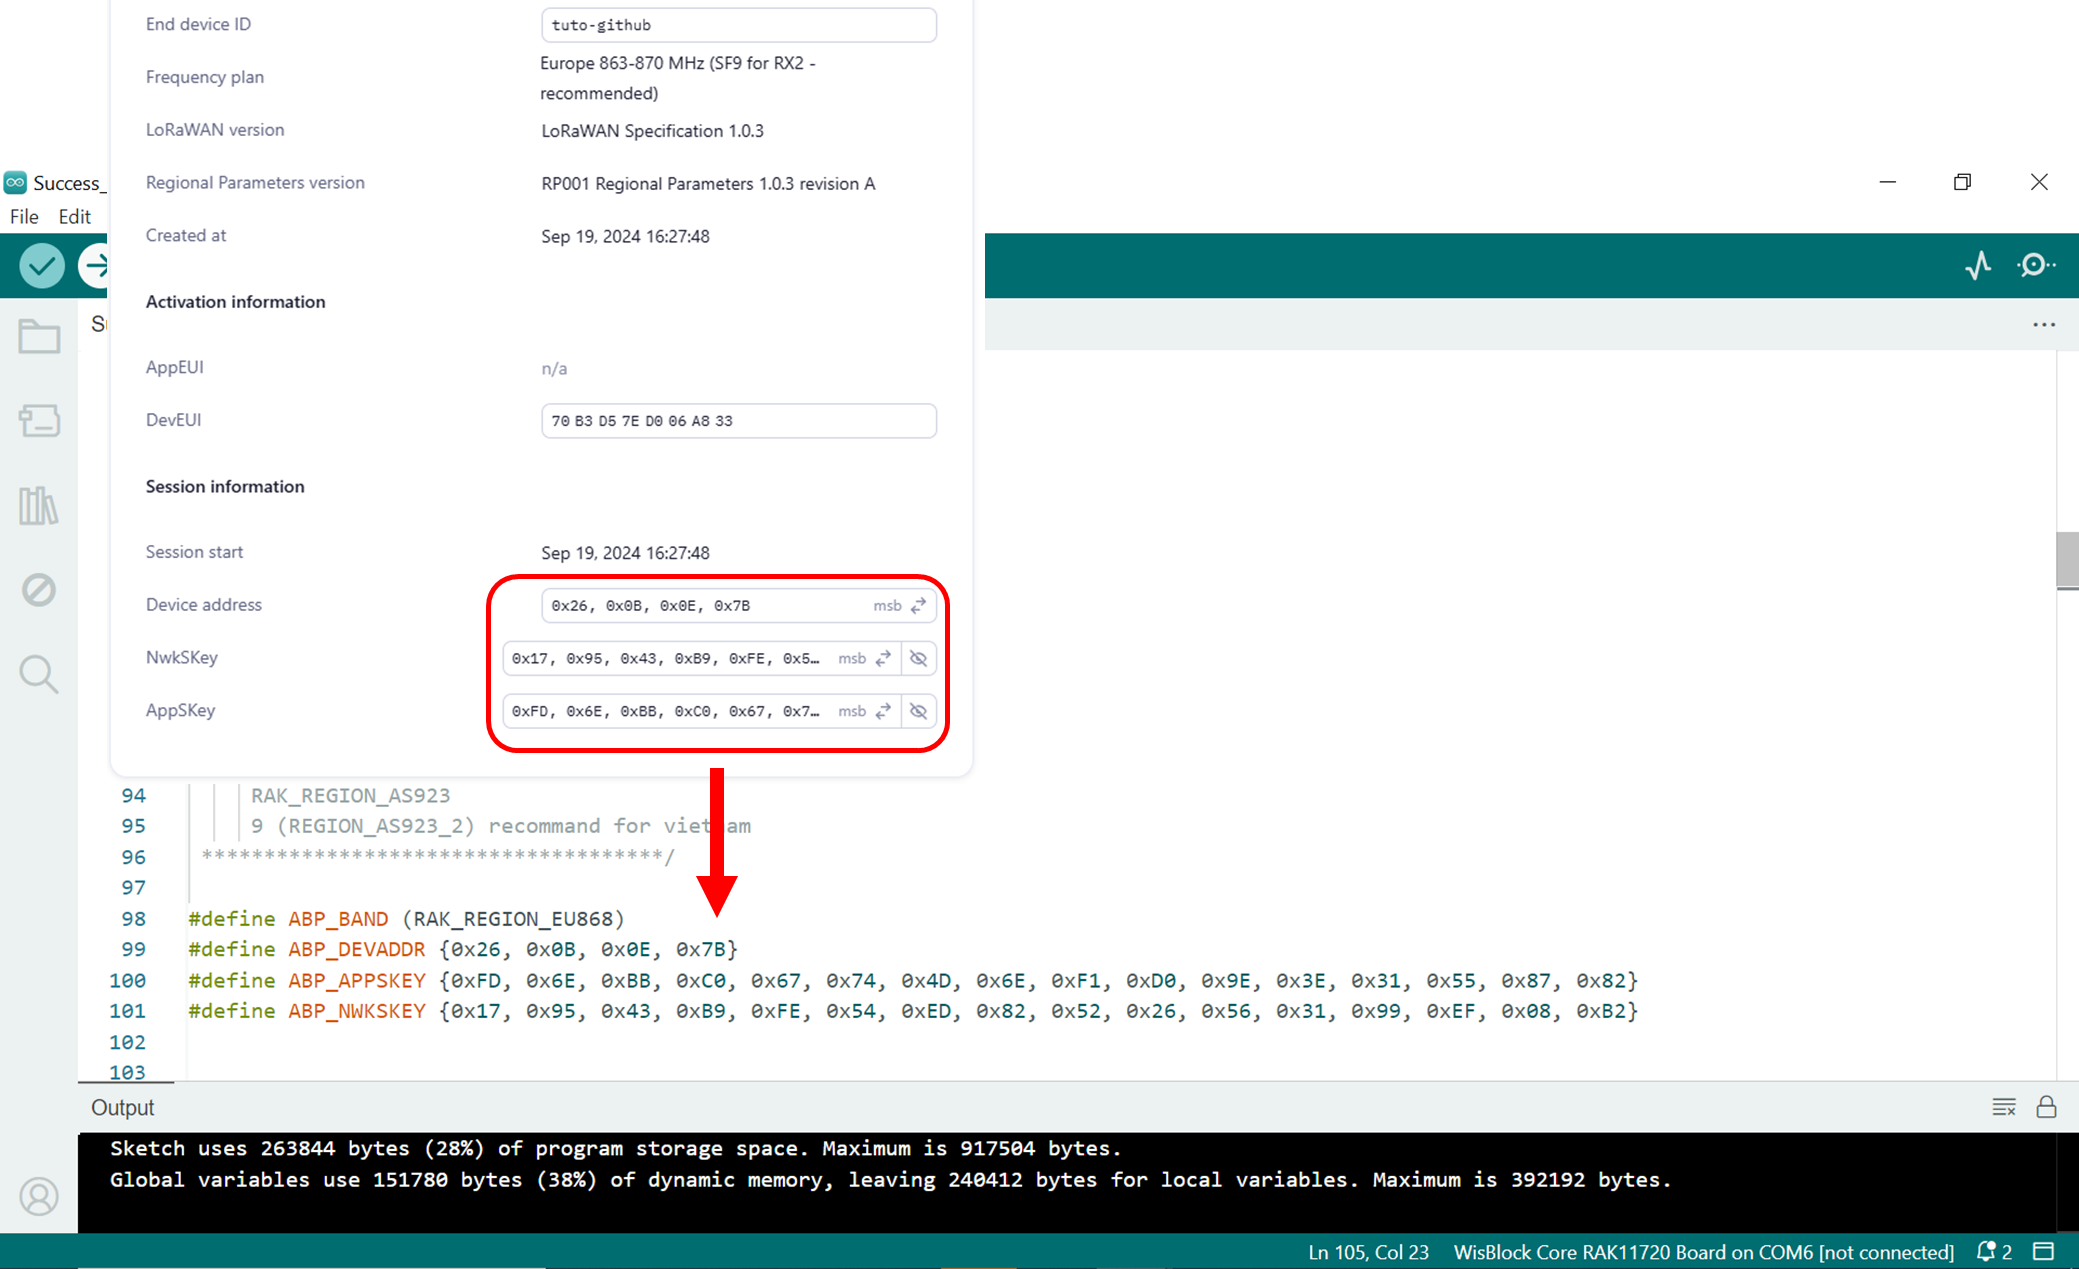 End device ID
tuto-github
Frequency plan
Europe 863-870 MHz (SF9 for RX2 -
recommended)
LoRaWAN version
LoRaWAN Specification 1.0.3
Success_
Regional Parameters version
RP001 Regional Parameters 1.0.3 revision A
File Edit
Created at
Sep 19, 2024 16:27:48
Activation information
AppEUI
n/a
DevEUI
70 B3 D5 7E D0 06 A8 33
Session information
Session start
Sep 19, 2024 16:27:48
Device address
0x26, 0x0B, 0x0E, 0x7B msb
NwkSKey
0x17, 0x95, 0x43, 0xB9, 0xFE, 0x5… msb
AppSKey
0xFD, 0x6E, 0xBB, 0xC0, 0x67, 0x7… msb
94 RAK_REGION_AS923
95 9 (REGION_AS923_2) recommand for vietnam
96 *************************************/
97
98 #define ABP_BAND (RAK_REGION_EU868)
99 #define ABP_DEVADDR {0x26, 0x0B, 0x0E, 0x7B}
100 #define ABP_APPSKEY {0xFD, 0x6E, 0xBB, 0xC0, 0x67, 0x74, 0x4D, 0x6E, 0xF1, 0xD0, 0x9E, 0x3E, 0x31, 0x55, 0x87, 0x82}
101 #define ABP_NWKSKEY {0x17, 0x95, 0x43, 0xB9, 0xFE, 0x54, 0xED, 0x82, 0x52, 0x26, 0x56, 0x31, 0x99, 0xEF, 0x08, 0xB2}
102
103
Output
Sketch uses 263844 bytes (28%) of program storage space. Maximum is 917504 bytes.
Global variables use 151780 bytes (38%) of dynamic memory, leaving 240412 bytes for local variables. Maximum is 392192 bytes.
Ln 105, Col 23 WisBlock Core RAK11720 Board on COM6 [not connected] 2